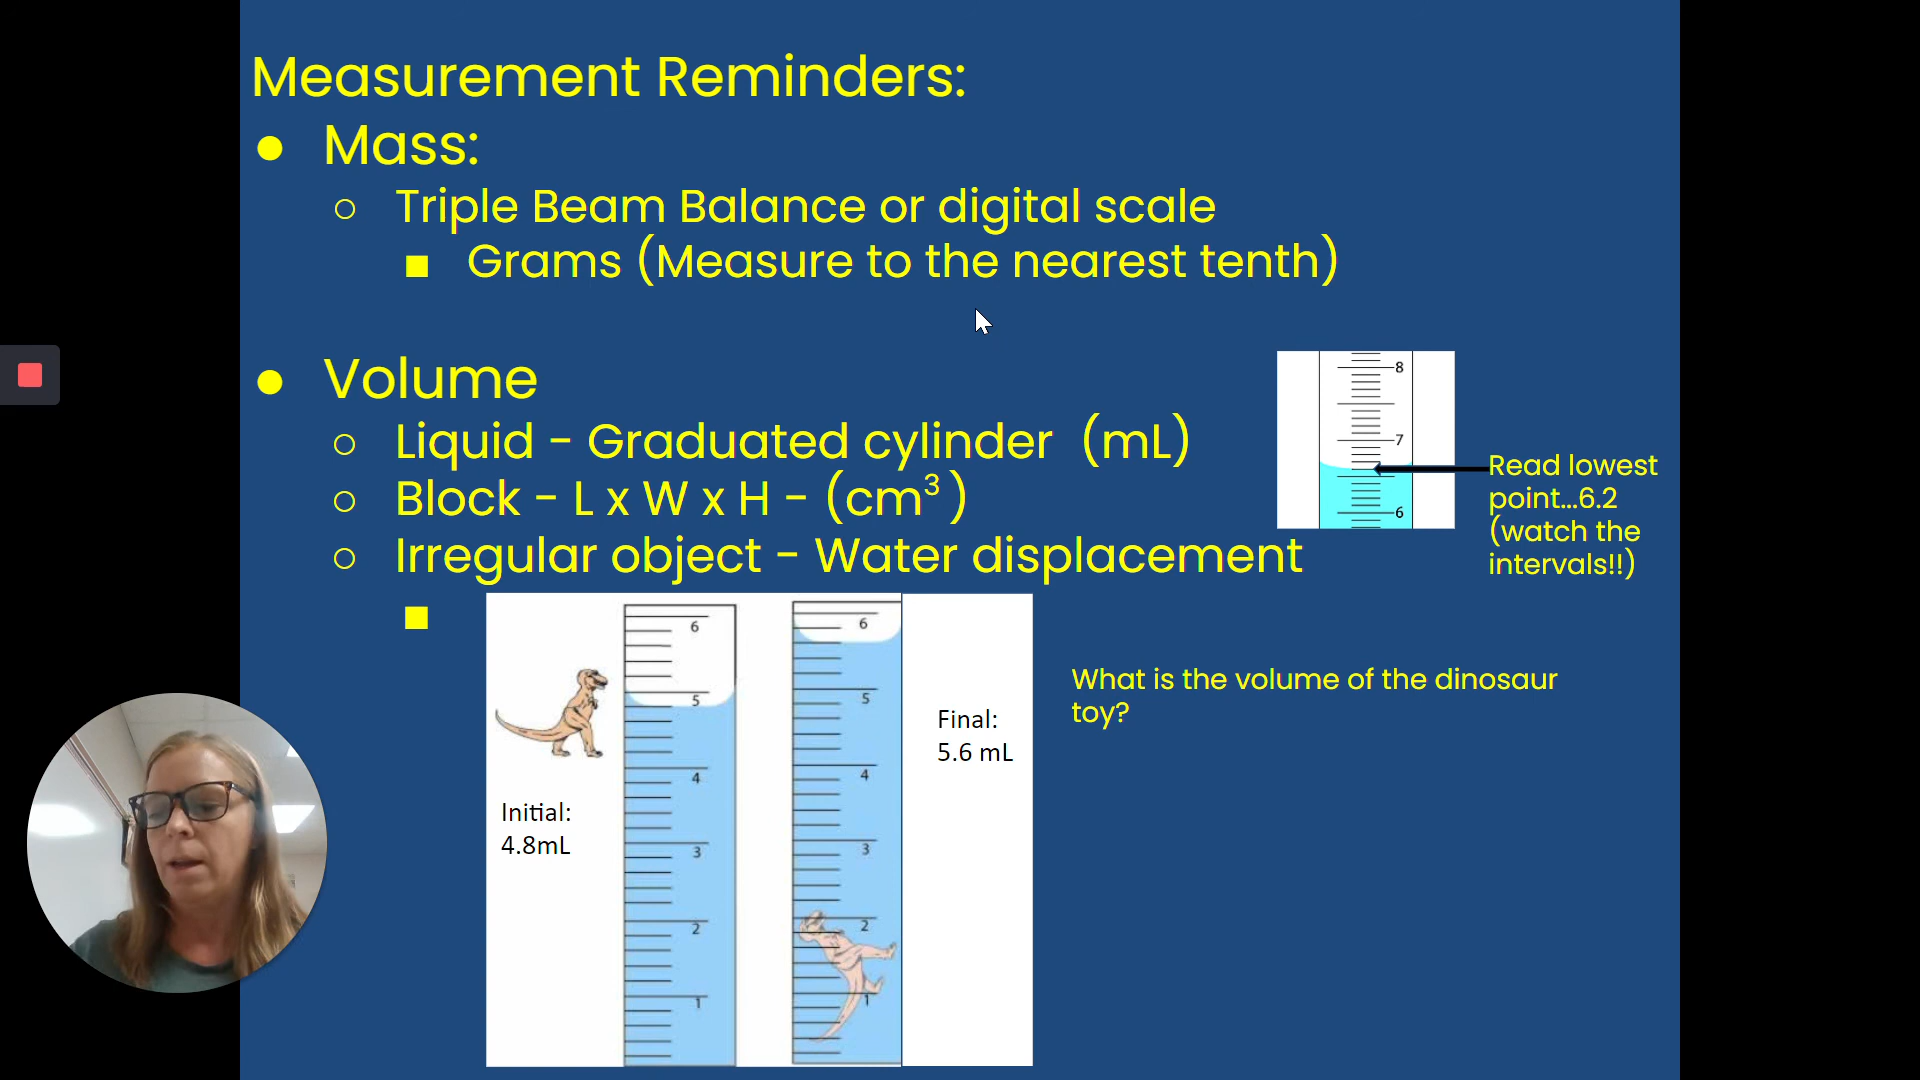 Measurement Reminders:
● Mass:
○ Triple Beam Balance or digital scale
■ Grams (Measure to the nearest tenth)
● Volume
○ Liquid - Graduated cylinder (mL)
○ Block - L x W x H - (cm³)
○ Irregular object - Water displacement
■
8
7
6
Read lowest
point...6.2
(watch the
intervals!!)
Initial:
4.8mL
6
5
4
3
2
1
6
5
4
3
2
1
Final:
5.6 mL
What is the volume of the dinosaur
toy?